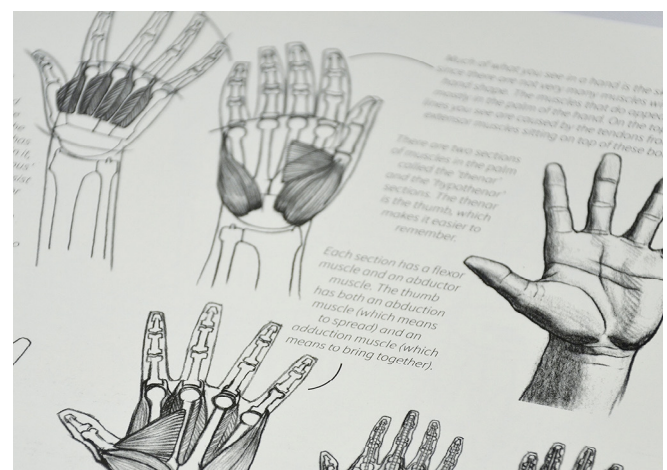 Much of what you see in a hand is the
since there are not very many muscles
hand shape. The muscles that do
mostly in the palm of the hand. On the
lines you see are caused by the tendons
extensor muscles sitting on top of these
There are two sections
of muscles in the palm
called the 'thenar'
and the 'hypothenar'
sections. The thenar
is the thumb, which
makes it easier to
remember.
Each section has a flexor
muscle and an abductor
muscle. The thumb
has both an abduction
muscle (which means
to spread) and an
adduction muscle (which
means to bring together).